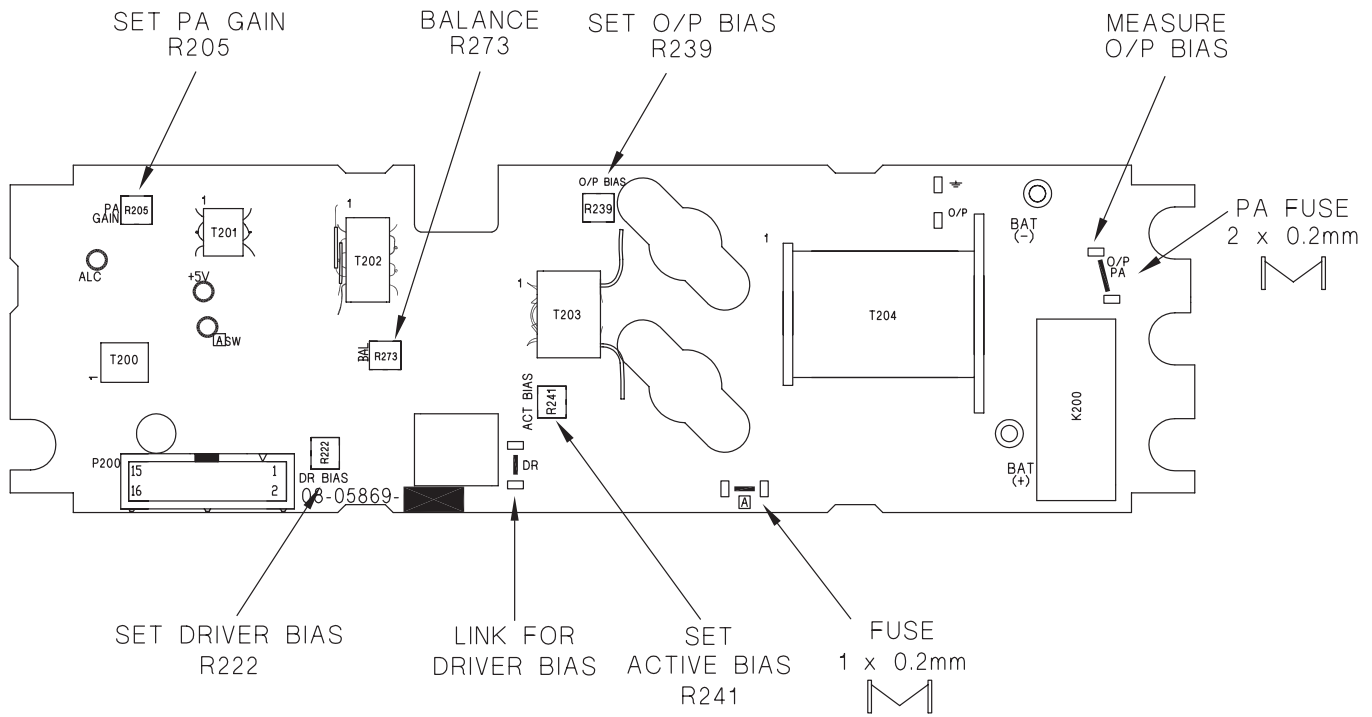 SET PA GAIN
R205
BALANCE
R273
SET O/P BIAS
R239
MEASURE
O/P BIAS
PA FUSE
2 x 0.2mm
PA
GAIN
R205
1
T201
1
T202
O/P BIAS
R239
O/P
BAT
(-)
O/P
PA
ALC
+5V
A SW
1
T200
BAL
R273
1
T203
1
T204
ACT BIAS
R241
K200
P200
15
1
16
2
R222
DR BIAS
08-05869-
DR
A
BAT
(+)
SET DRIVER BIAS
R222
LINK FOR
DRIVER BIAS
SET
ACTIVE BIAS
R241
FUSE
1 x 0.2mm